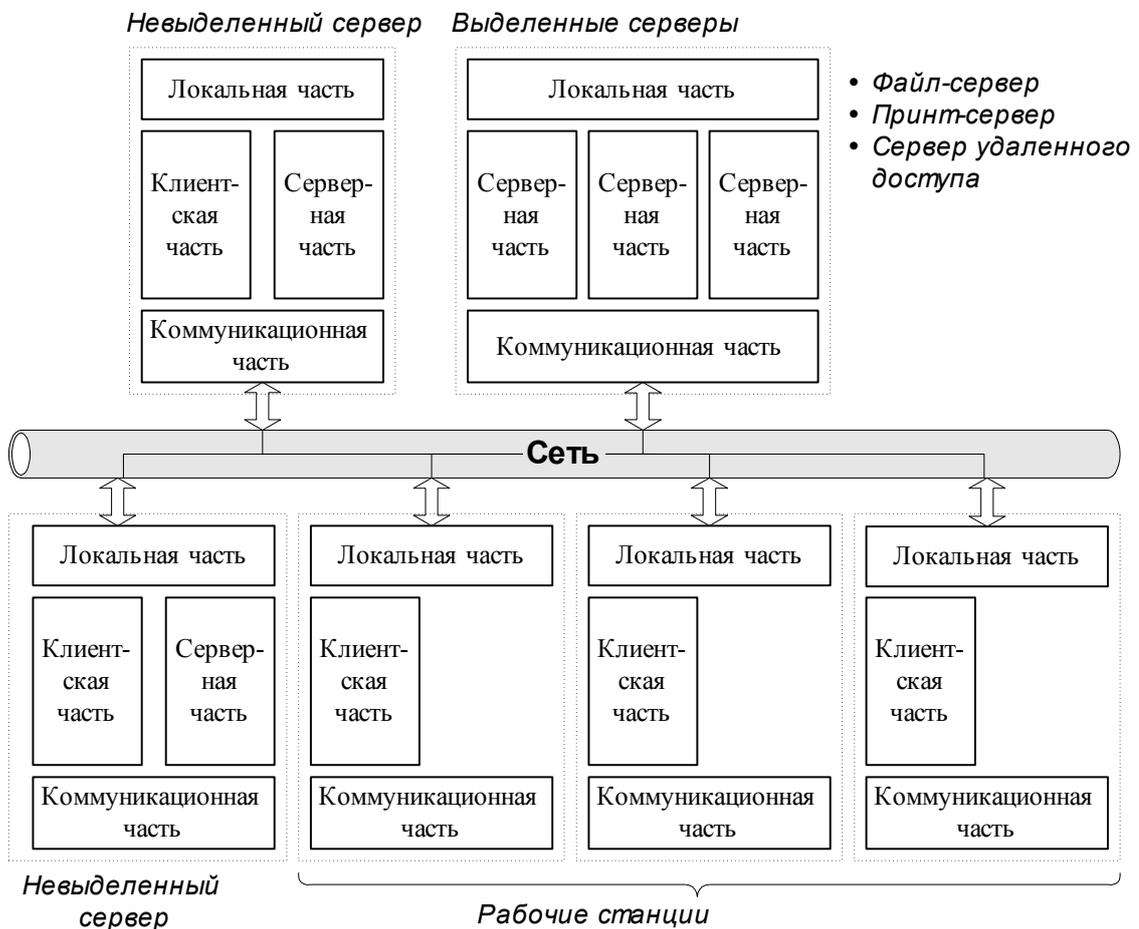 Невыделенный сервер
Выделенные серверы
Локальная часть
Клиент-
ская
часть
Сервер-
ная
часть
Коммуникационная
часть
Локальная часть
Сервер-
ная
часть
Сервер-
ная
часть
Сервер-
ная
часть
Коммуникационная часть
• Файл-сервер
• Принт-сервер
• Сервер удаленного
доступа
Сеть
Локальная часть
Клиент-
ская
часть
Сервер-
ная
часть
Коммуникационная
часть
Невыделенный
сервер
Локальная часть
Клиент-
ская
часть
Коммуникационная
часть
Локальная часть
Клиент-
ская
часть
Коммуникационная
часть
Локальная часть
Клиент-
ская
часть
Коммуникационная
часть
Рабочие станции